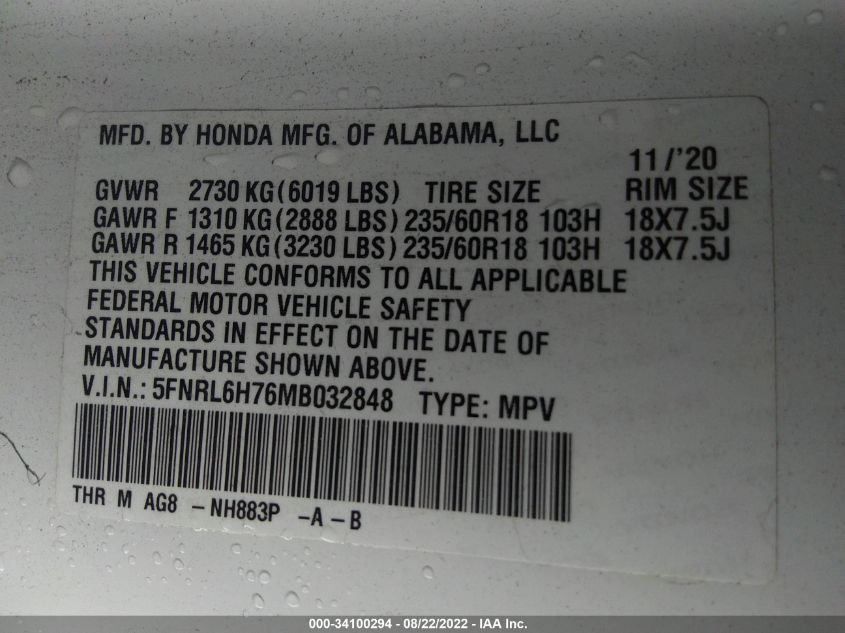 MFD. BY HONDA MFG. OF ALABAMA, LLC
11/'20
GVWR 2730 KG(6019 LBS) TIRE SIZE RIM SIZE
GAWR F 1310 KG(2888 LBS) 235/60R18 103H 18X7.5J
GAWR R 1465 KG(3230 LBS) 235/60R18 103H 18X7.5J
THIS VEHICLE CONFORMS TO ALL APPLICABLE
FEDERAL MOTOR VEHICLE SAFETY
STANDARDS IN EFFECT ON THE DATE OF
MANUFACTURE SHOWN ABOVE.
V.I.N.: 5FNRL6H76MB032848 TYPE: MPV
THR M AG8 -NH883P -A-B
000-34100294 - 08/22/2022 - IAA Inc.